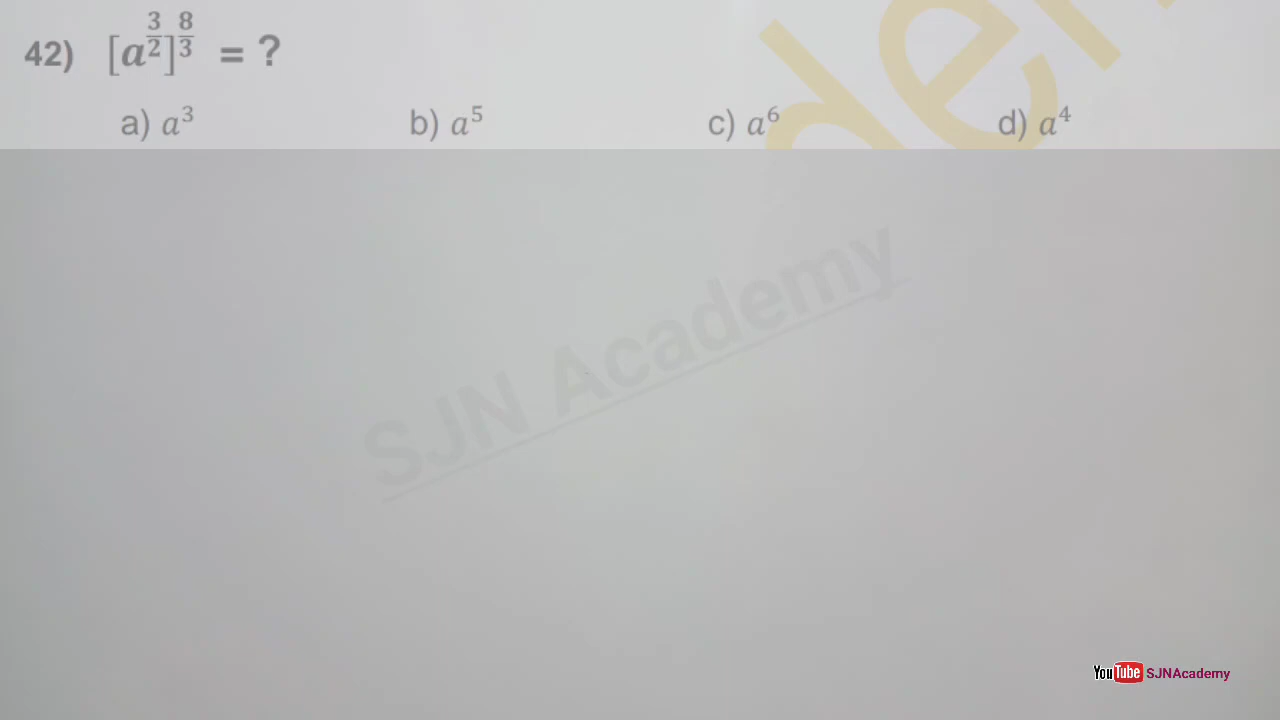 42) [a^{3/2}]^{8/3} = ?
a) a³ b) a⁵ c) a⁶ d) a⁴
SJN Academy
YouTube SJNAcademy